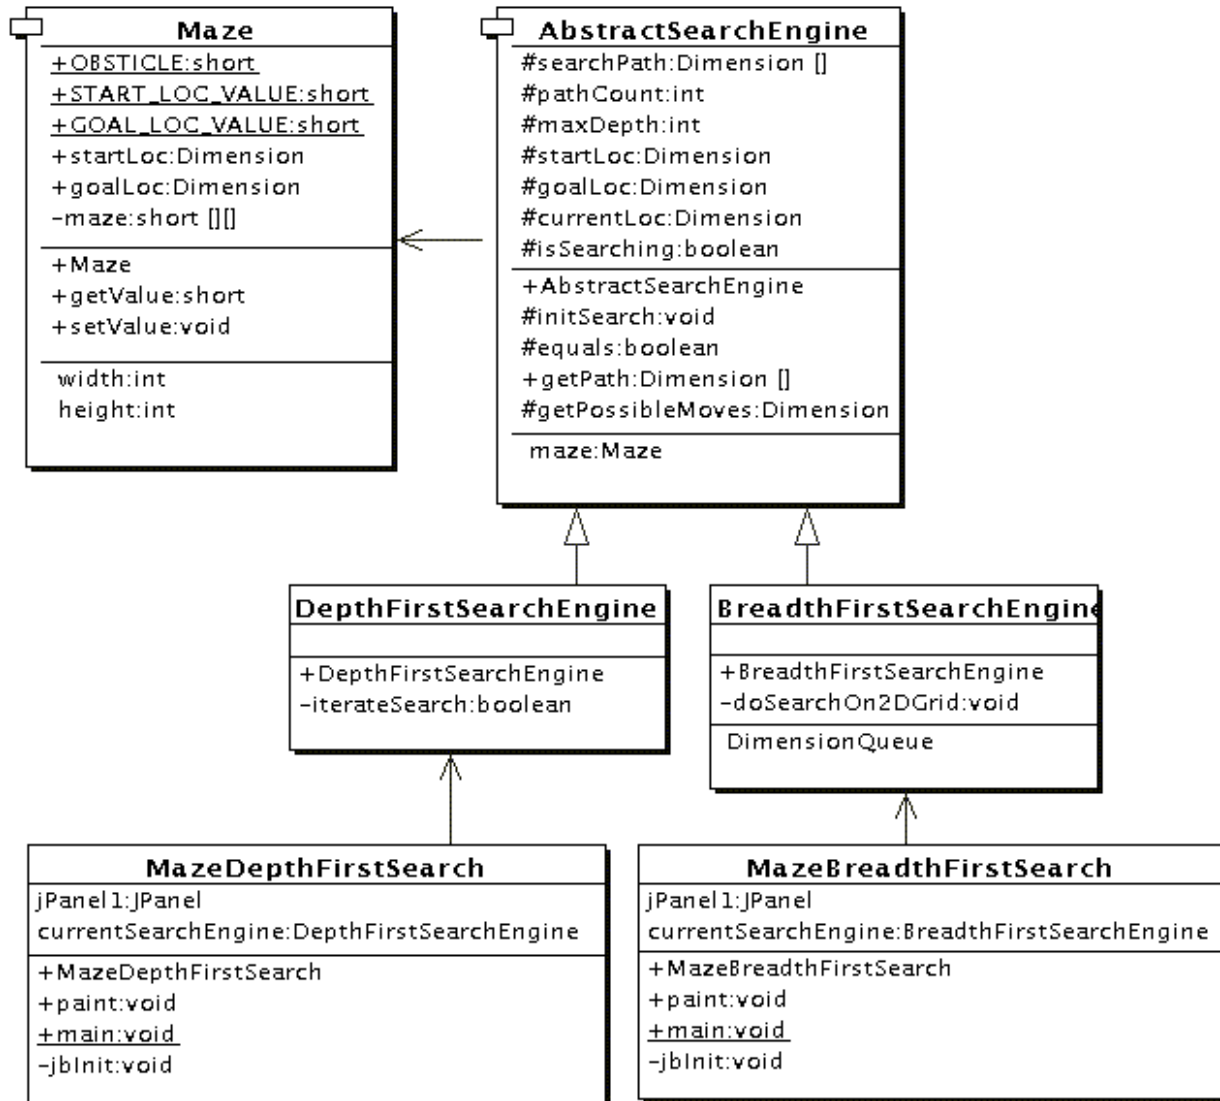 Maze
+OBSTICLE:short
+START_LOC_VALUE:short
+GOAL_LOC_VALUE:short
+startLoc:Dimension
+goalLoc:Dimension
-maze:short [][]
+Maze
+getValue:short
+setValue:void
width:int
height:int
AbstractSearchEngine
#searchPath:Dimension []
#pathCount:int
#maxDepth:int
#startLoc:Dimension
#goalLoc:Dimension
#currentLoc:Dimension
#isSearching:boolean
+AbstractSearchEngine
#initSearch:void
#equals:boolean
+getPath:Dimension []
#getPossibleMoves:Dimension
maze:Maze
DepthFirstSearchEngine
+DepthFirstSearchEngine
-iterateSearch:boolean
BreadthFirstSearchEngine
+BreadthFirstSearchEngine
-doSearchOn2DGrid:void
DimensionQueue
MazeDepthFirstSearch
jPanel1:JPanel
currentSearchEngine:DepthFirstSearchEngine
+MazeDepthFirstSearch
+paint:void
+main:void
-jbInit:void
MazeBreadthFirstSearch
jPanel1:JPanel
currentSearchEngine:BreadthFirstSearchEngine
+MazeBreadthFirstSearch
+paint:void
+main:void
-jbInit:void